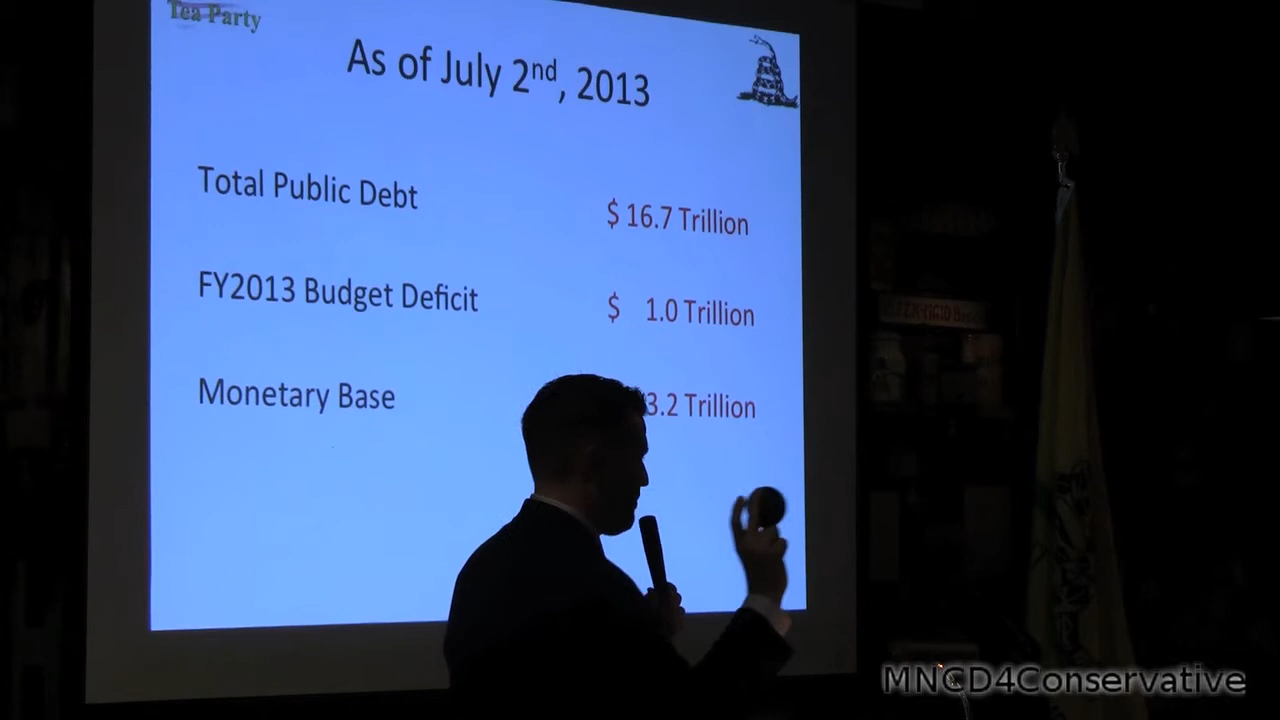 Tea Party
As of July 2nd, 2013
Total Public Debt
$ 16.7 Trillion
FY2013 Budget Deficit
$ 1.0 Trillion
Monetary Base
3.2 Trillion
MNCD4Conservative